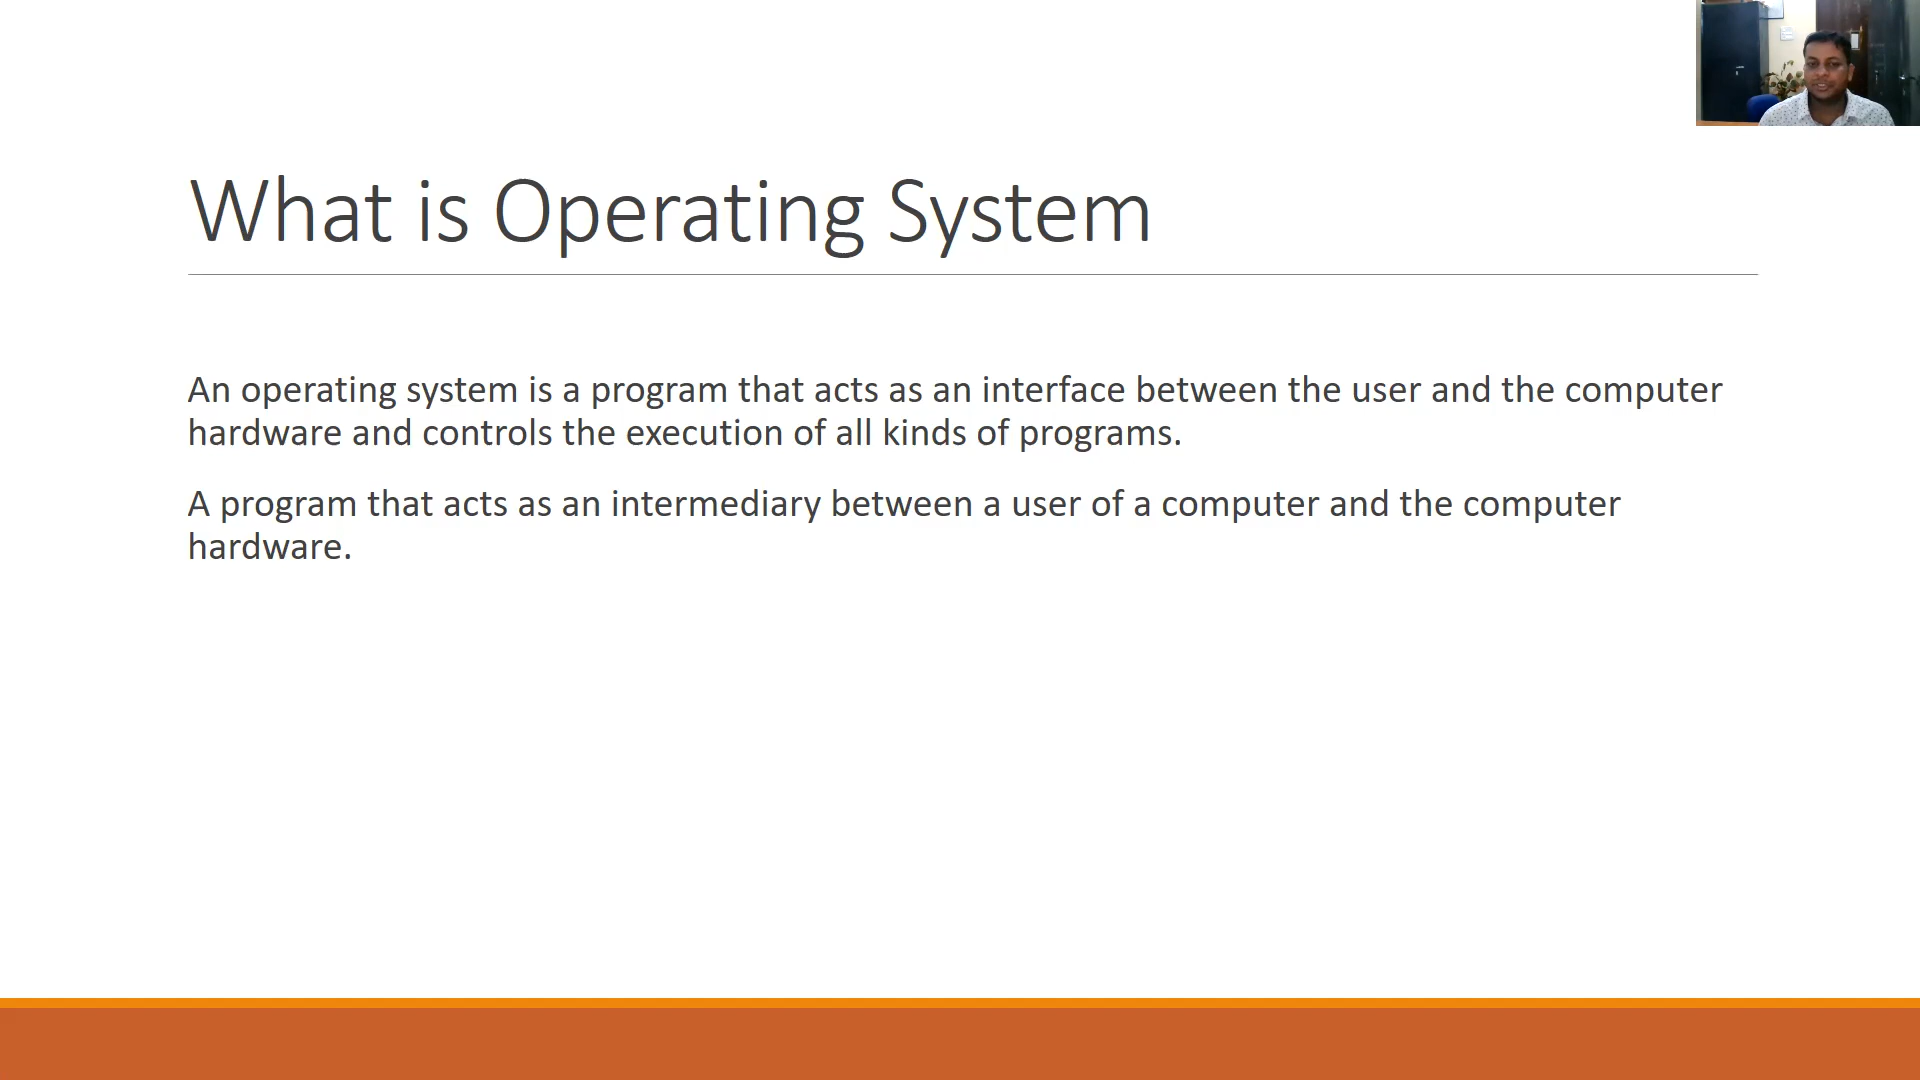 What is Operating System
An operating system is a program that acts as an interface between the user and the computer
hardware and controls the execution of all kinds of programs.
A program that acts as an intermediary between a user of a computer and the computer
hardware.